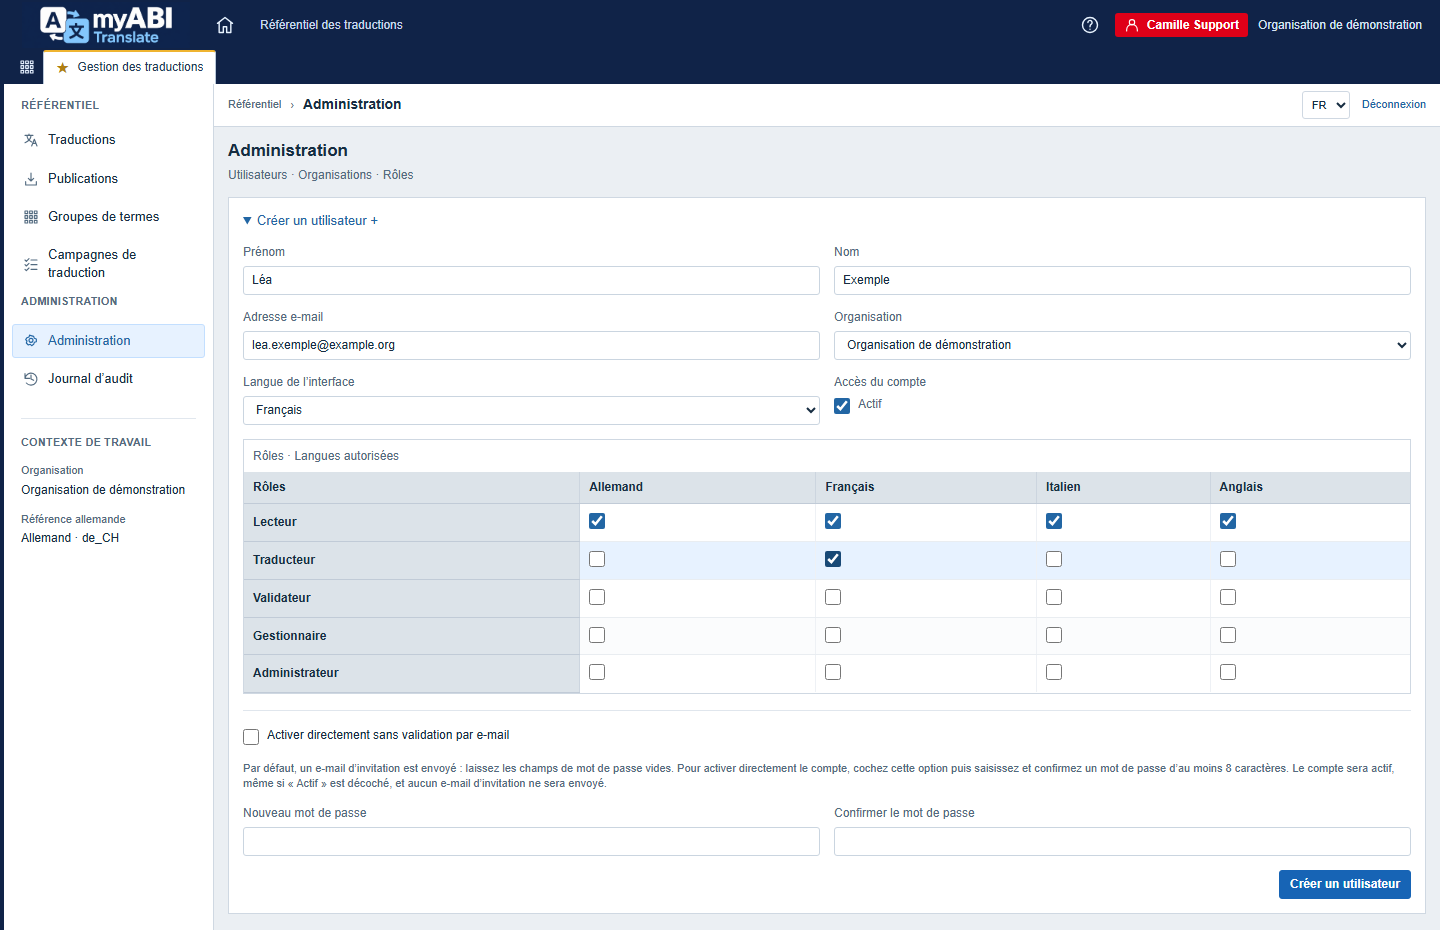 A文 myABI
Translate
Référentiel des traductions
Camille Support
Organisation de démonstration
Gestion des traductions
RÉFÉRENTIEL
Traductions
Publications
Groupes de termes
Campagnes de
traduction
ADMINISTRATION
Administration
Journal d’audit
CONTEXTE DE TRAVAIL
Organisation
Organisation de démonstration
Référence allemande
Allemand · de_CH
Référentiel › Administration
FR
Déconnexion
Administration
Utilisateurs · Organisations · Rôles
Créer un utilisateur +
Prénom
Nom
Léa
Exemple
Adresse e-mail
Organisation
lea.exemple@example.org
Organisation de démonstration
Langue de l’interface
Accès du compte
Français
Actif
Rôles · Langues autorisées
Rôles Allemand Français Italien Anglais
Lecteur
Traducteur
Validateur
Gestionnaire
Administrateur
Activer directement sans validation par e-mail
Par défaut, un e-mail d’invitation est envoyé : laissez les champs de mot de passe vides. Pour activer directement le compte, cochez cette option puis saisissez et confirmez un mot de passe d’au moins 8 caractères. Le compte sera actif,
même si « Actif » est décoché, et aucun e-mail d’invitation ne sera envoyé.
Nouveau mot de passe
Confirmer le mot de passe
Créer un utilisateur